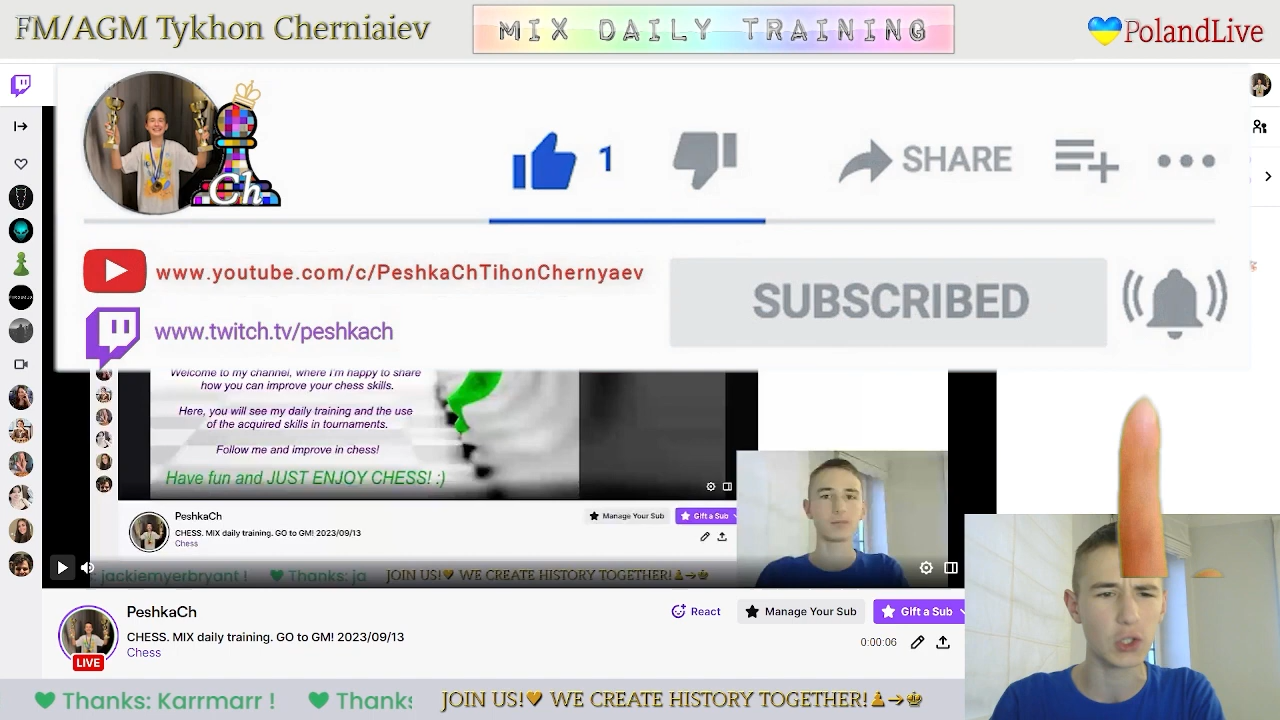 FM/AGM Tykhon Cherniaiev
MIX DAILY TRAINING
PolandLive
Ch
1
SHARE
www.youtube.com/c/PeshkaChTihonChernyaev
www.twitch.tv/peshkach
SUBSCRIBED
Welcome to my channel, where I'm happy to share
how you can improve your chess skills.
Here, you will see my daily training and the use
of the acquired skills in tournaments.
Follow me and improve in chess!
Have fun and JUST ENJOY CHESS! :)
PeshkaCh
CHESS. MIX daily training. GO to GM! 2023/09/13
Chess
Manage Your Sub
Gift a Sub
jackiemyerbryant !
Thanks: ja
JOIN US! WE CREATE HISTORY TOGETHER!
PeshkaCh
CHESS. MIX daily training. GO to GM! 2023/09/13
Chess
LIVE
React
Manage Your Sub
Gift a Sub
0:00:06
Thanks: Karrmarr !
Thanks
JOIN US! WE CREATE HISTORY TOGETHER!